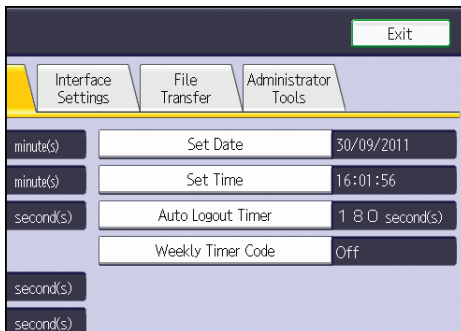 Exit
Interface Settings
File Transfer
Administrator Tools
minute(s) Set Date 30/09/2011
minute(s) Set Time 16:01:56
second(s) Auto Logout Timer 180 second(s)
Weekly Timer Code Off
second(s)
second(s)